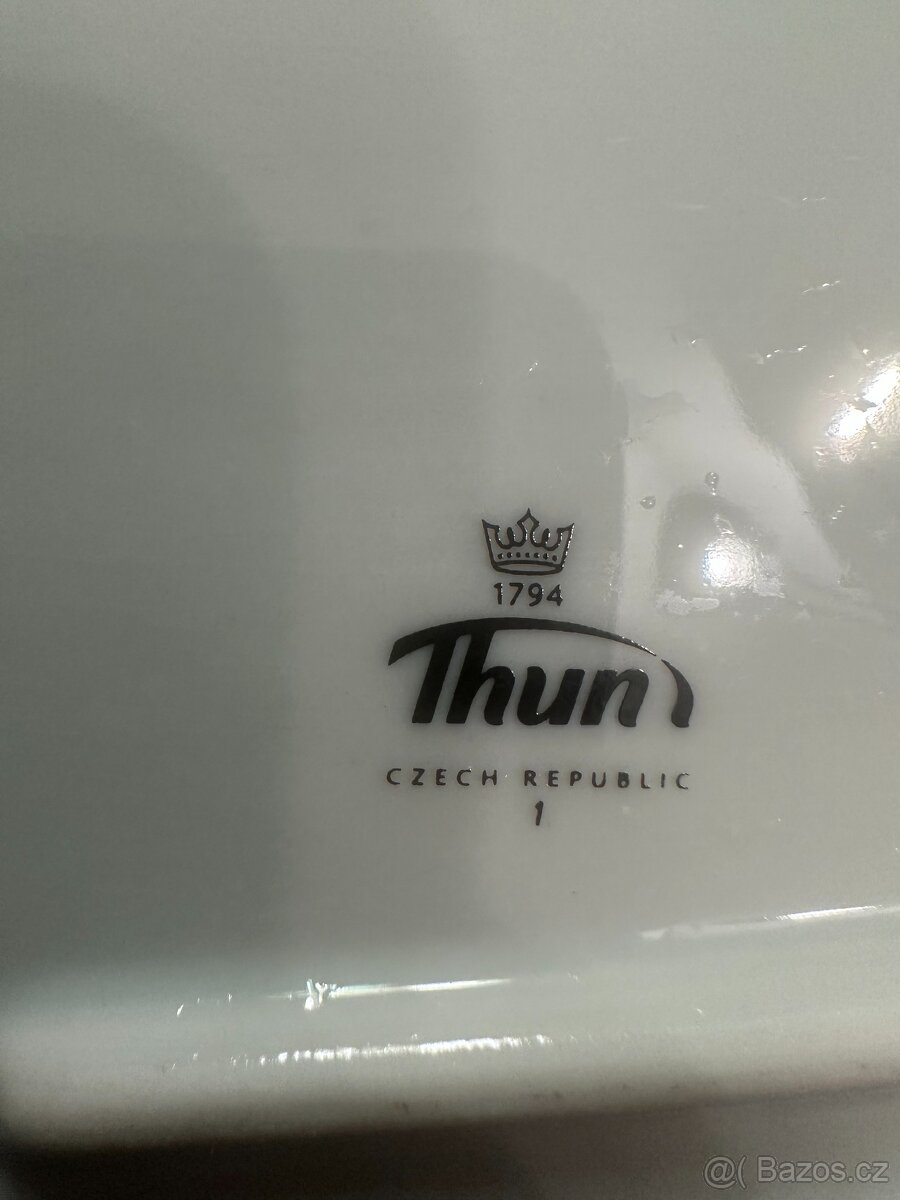 1794
Thun
CZECH REPUBLIC
1
@( Bazos.cz